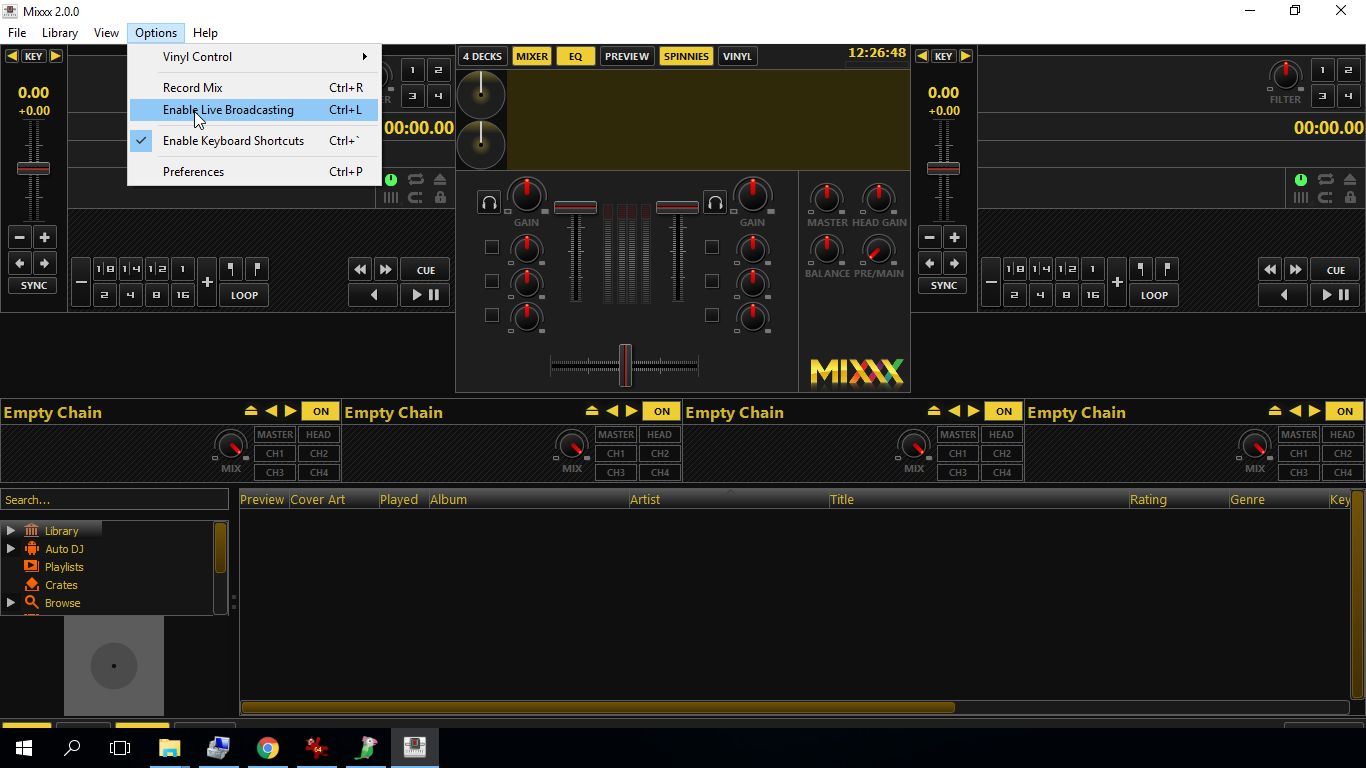 Mixxx 2.0.0
File Library View Options Help
Vinyl Control
Record Mix Ctrl+R
Enable Live Broadcasting Ctrl+L
Enable Keyboard Shortcuts Ctrl+`
Preferences Ctrl+P
KEY 4 DECKS MIXER EQ PREVIEW SPINNIES VINYL 12:26:48 KEY
1 2 1 2
3 4 FILTER 3 4
0.00 0.00
+0.00 +0.00
00:00.00 00:00.00
GAIN GAIN MASTER HEAD GAIN
BALANCE PRE/MAIN
1/8 1/4 1/2 1 CUE 1/8 1/4 1/2 1 CUE
SYNC 2 4 8 16 LOOP SYNC 2 4 8 16 LOOP
MIXXX
Empty Chain ON Empty Chain ON Empty Chain ON Empty Chain ON
MASTER HEAD MASTER HEAD MASTER HEAD MASTER HEAD
CH1 CH2 CH1 CH2 CH1 CH2 CH1 CH2
MIX CH3 CH4 MIX CH3 CH4 MIX CH3 CH4 MIX CH3 CH4
Search... Preview Cover Art Played Album Artist Title Rating Genre Key
Library
Auto DJ
Playlists
Crates
Browse
64